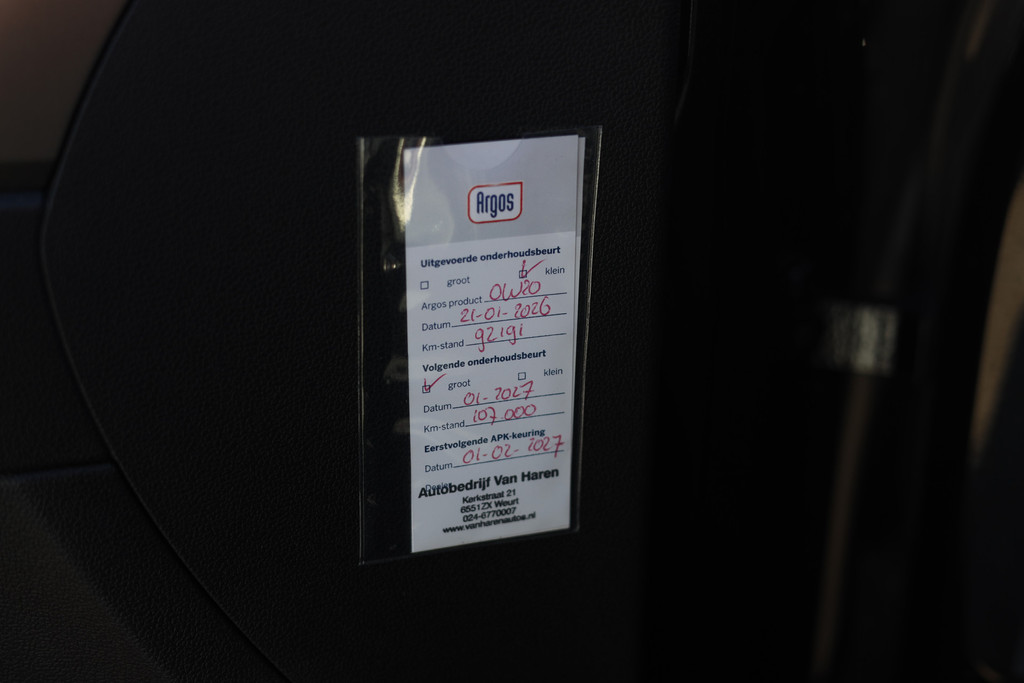 Argos
Uitgevoerde onderhoudsbeurt
groot klein
Argos product OW20
Datum 21-01-2026
Km-stand 92191
Volgende onderhoudsbeurt
groot klein
Datum 01-2027
Km-stand 107.000
Eerstvolgende APK-keuring
Datum 01-02-2027
Autobedrijf Van Haren
Kerkstraat 21
6551ZX Weurt
024-6770007
www.vanharenautos.nl